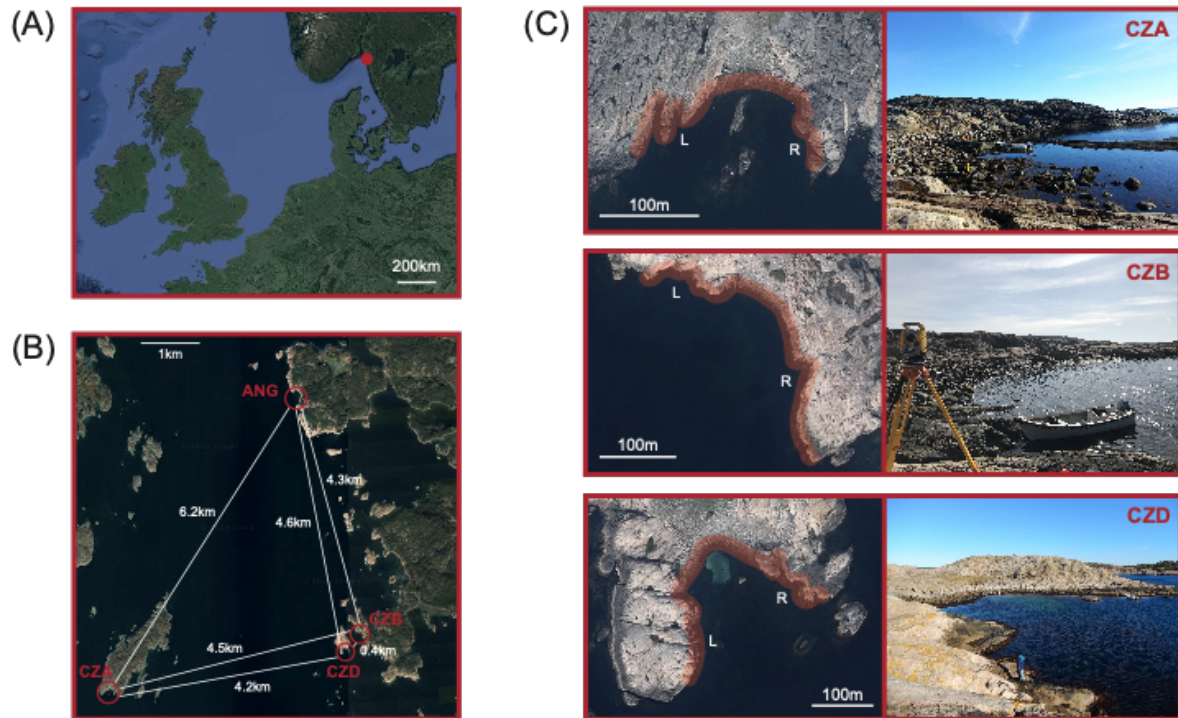 (A)
200km
(B)
1km
ANG
4.3km
6.2km
4.6km
CZB
4.5km
0.4km
CZA
CZD
4.2km
(C)
CZA
L
R
100m
CZB
L
R
100m
CZD
R
L
100m